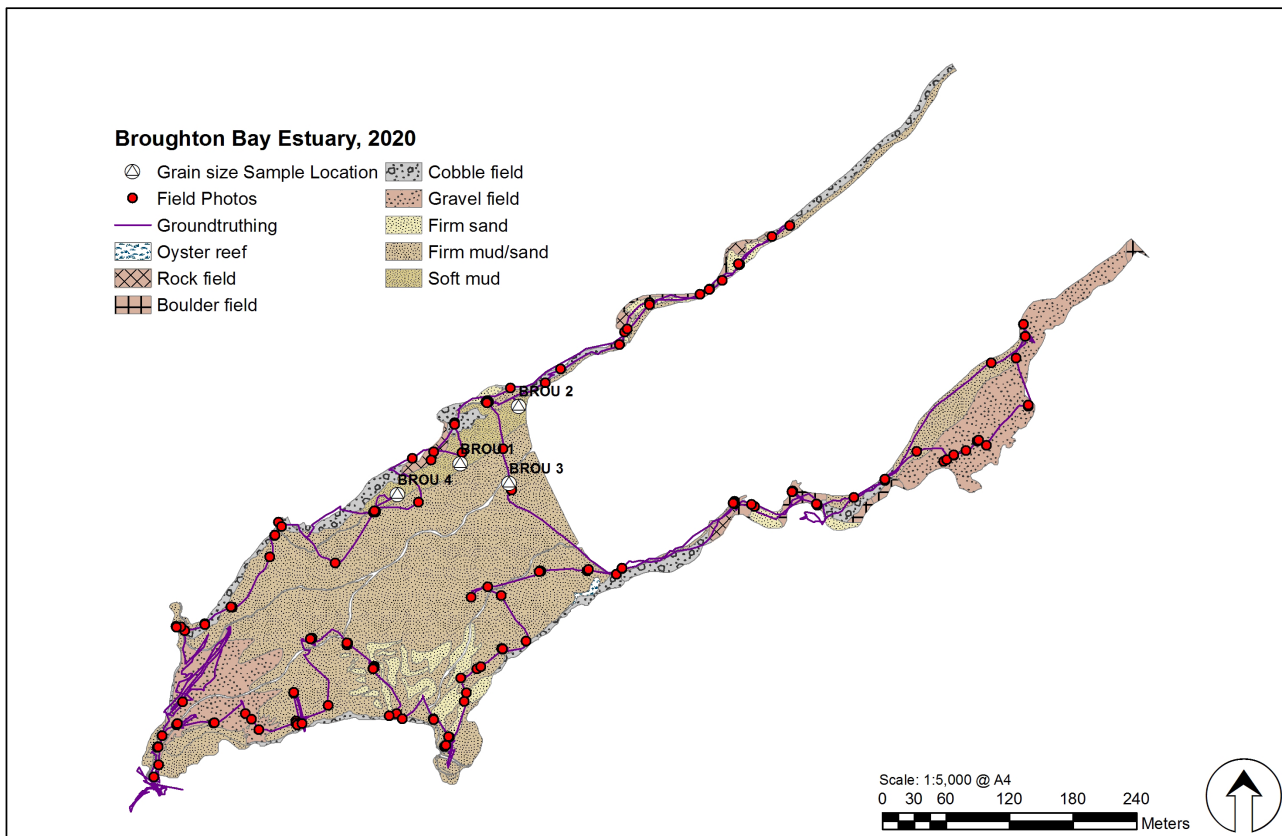 Broughton Bay Estuary, 2020
Grain size Sample Location
Field Photos
Groundtruthing
Oyster reef
Rock field
Boulder field
Cobble field
Gravel field
Firm sand
Firm mud/sand
Soft mud
BROU 2
BROU 1
BROU 3
BROU 4
Scale: 1:5,000 @ A4
0 30 60 120 180 240
Meters